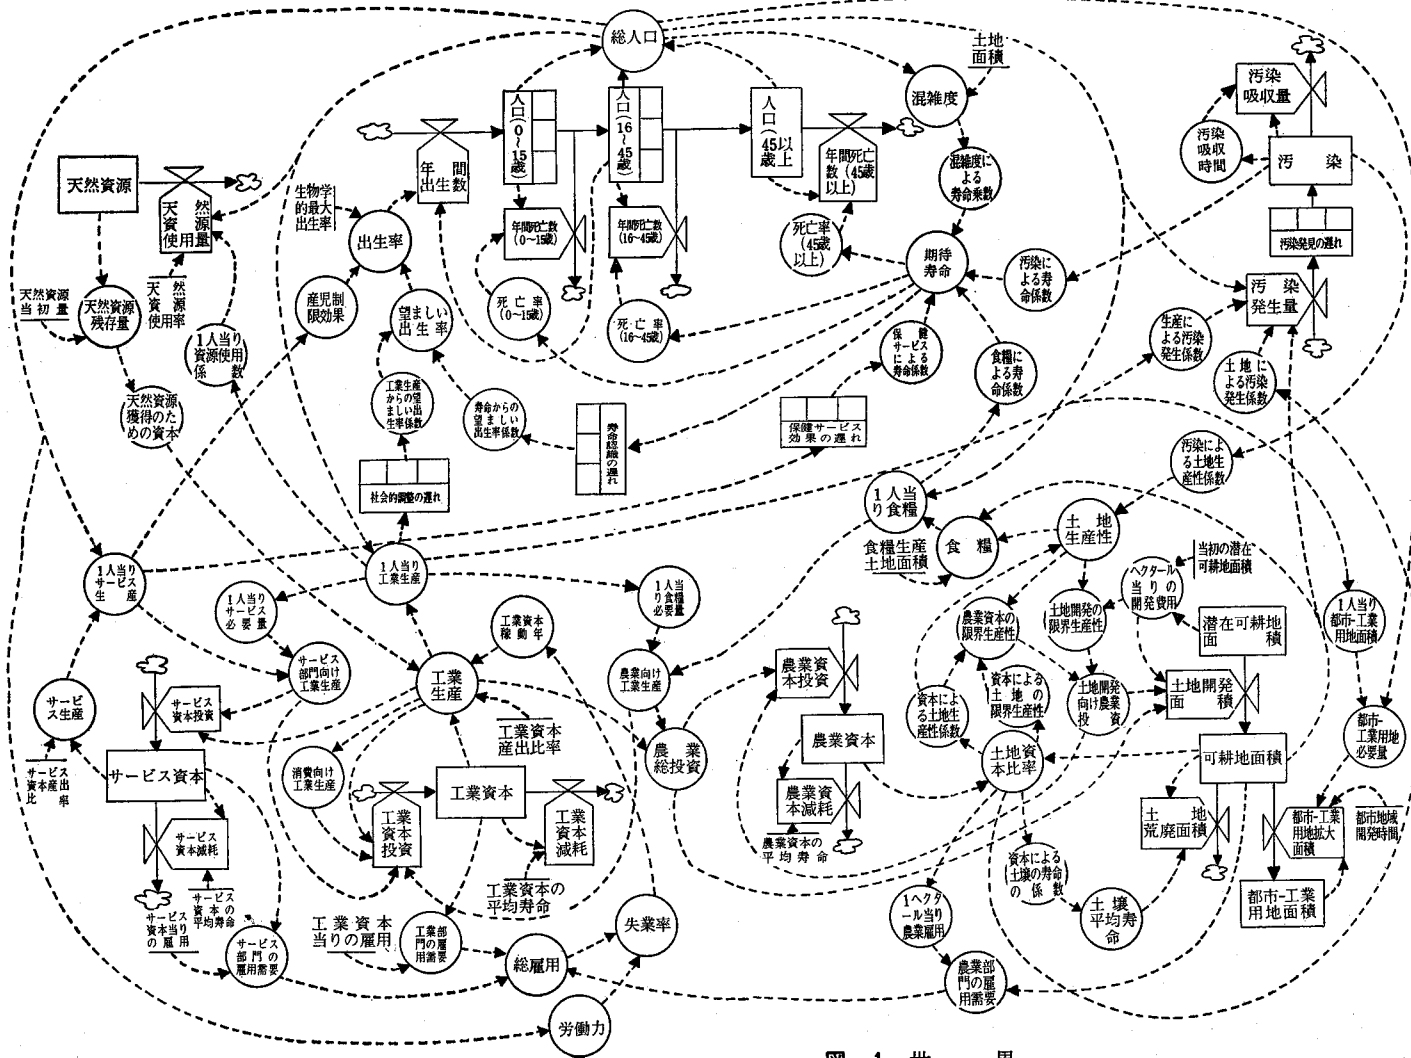 総人口
土地
面積
混雑度
汚染
吸収量
汚染
吸収
時間
汚 染
汚染発見の遅れ
汚 染
発生量
人口(0~15歳)
人口(16~45歳)
人口(45歳以上)
年 間
出生数
年間死亡
数(45歳
以上)
混雑度に
よる
寿命乗数
天然資源
天 然
資 源
使用量
生物学
的最大
出生率
出生率
年間死亡数
(0~15歳)
年間死亡数
(16~45歳)
死亡率
(45歳
以上)
期待
寿命
汚染に
よる寿
命係数
天然資源
当初量
天然資源
残存量
天 然
資 源
使用率
1人当り
資源使用
係 数
産児制
限効果
望ましい
出生率
死亡率
(0~15歳)
死亡率
(16~45歳)
保 健
サービス
による
寿命係数
食糧に
よる寿
命係数
生産に
よる汚染
発生係数
土地に
よる汚染
発生係数
天然資源
獲得のた
めの資本
工業生産
からの望
ましい出
生率係数
寿命からの
望ましい
出生率係数
寿命認識の遅れ
保健サービス
効果の遅れ
社会的調整の遅れ
汚染によ
る土地生
産性係数
1人当
り食糧
食糧生産
土地面積
食 糧
土 地
生産性
当初の潜在
可耕地面積
ヘクタール
当りの
開発費用
1人当り
サービス
生 産
1人当り
工業生産
1人当り
サービス
必要量
1人当
り食糧
必要量
工業資本
稼動年
農業資本の
限界生産性
土地開発の
限界生産性
潜在可耕地
面 積
1人当り
都市-工業
用地面積
サービス
部門向け
工業生産
工業
生産
農業向け
工業生産
農業資
本投資
資本によ
る土地生
産性係数
資本による
土地の
限界生産性
土地開発
向け農業
投 資
土地開発
面 積
サービ
ス生産
サービス
資本投資
工業資本
産出比率
農 業
総投資
農業資本
土地資
本比率
可耕地面積
都市-
工業用地
必要量
サービス
資本産出
比 率
サービス資本
消費向け
工業生産
工業資本
工業
資本
投資
工業
資本
減耗
農業資
本減耗
農業資本の
平均寿命
土 地
荒廃面積
都市-工業
用地拡大
面積
都市地域
開発時間
サービス
資本減耗
サービス
資本の
平均寿命
サービス
資本当り
の雇用
工業資本の
平均寿命
資本による
土壌の寿命
の係数
土 壌
平均寿
命
都市-工業
用地面積
工業資本
当りの雇用
工業部
門の雇
用需要
サービス
部門の
雇用需要
総雇用
失業率
1ヘクタ
ール当り
農業雇用
農業部
門の雇
用需要
労働力